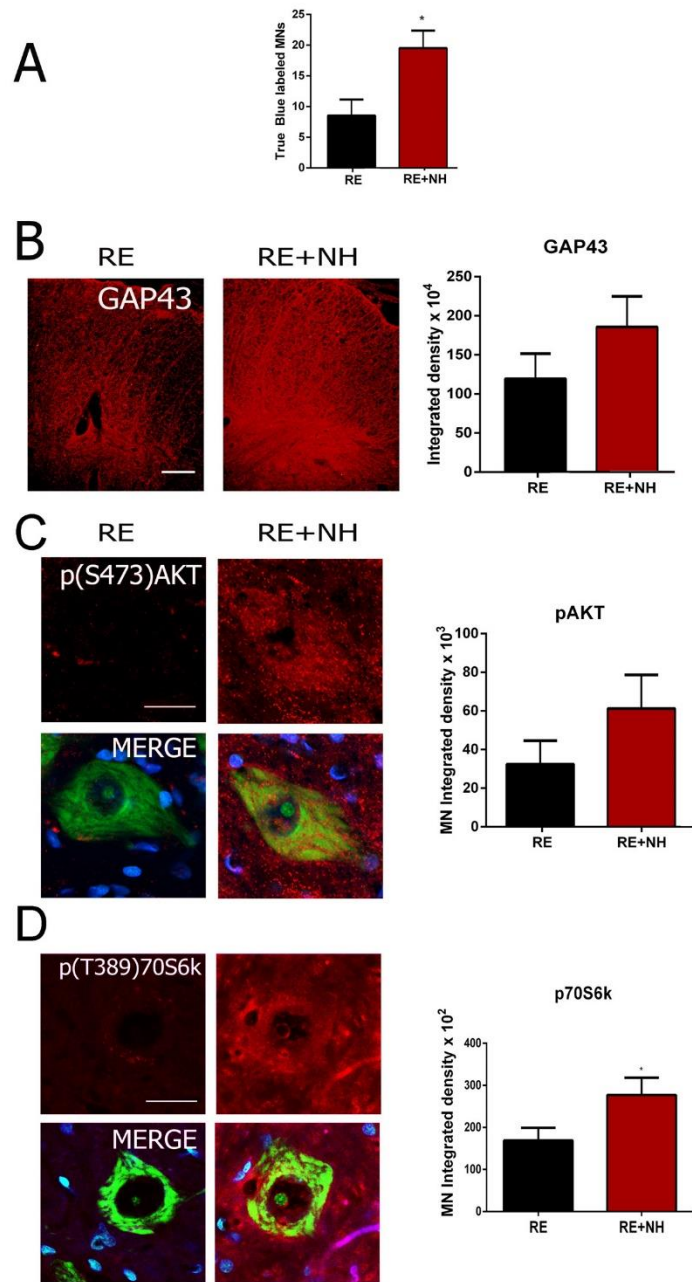 A
True Blue labeled MNs
25
20
15
10
5
0
*
RE
RE+NH
B
RE
RE+NH
GAP43
GAP43
Integrated density x 10⁴
250
200
150
100
50
0
RE
RE+NH
C
RE
RE+NH
p(S473)AKT
MERGE
pAKT
MN Integrated density x 10³
100
80
60
40
20
0
RE
RE+NH
D
p(T389)70S6k
MERGE
p70S6k
MN Integrated density x 10²
400
300
200
100
0
*
RE
RE+NH